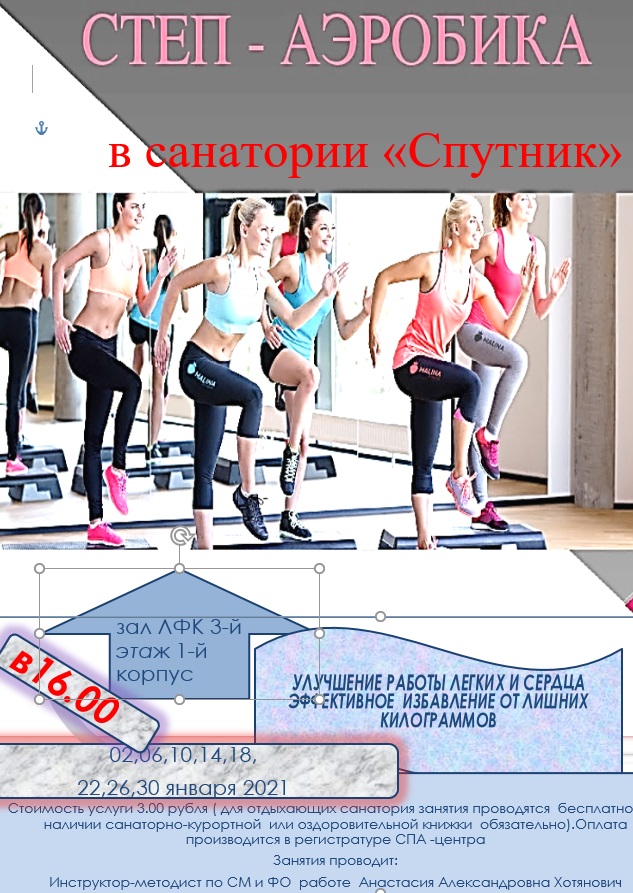 СТЕП - АЭРОБИКА
в санатории «Спутник»
MALINA
MALINA
MALINA
зал ЛФК 3-й
этаж 1-й
корпус
в16.00
УЛУЧШЕНИЕ РАБОТЫ ЛЕГКИХ И СЕРДЦА
ЭФФЕКТИВНОЕ ИЗБАВЛЕНИЕ ОТ ЛИШНИХ
КИЛОГРАММОВ
02,06,10,14,18,
22,26,30 января 2021
Стоимость услуги 3.00 рубля ( для отдыхающих санатория занятия проводятся бесплатно
наличии санаторно-курортной или оздоровительной книжки обязательно).Оплата
производится в регистратуре СПА -центра
Занятия проводит:
Инструктор-методист по СМ и ФО работе Анастасия Александровна Хотянович